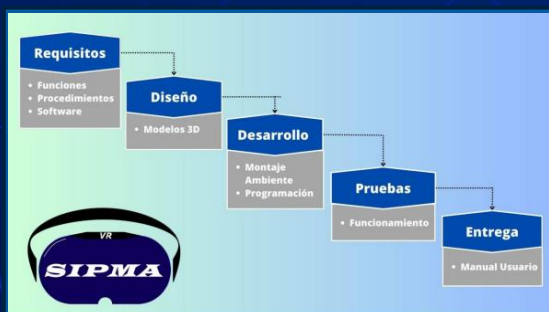 Requisitos
• Funciones
• Procedimientos
• Software
Diseño
• Modelos 3D
Desarrollo
• Montaje
Ambiente
• Programación
Pruebas
• Funcionamiento
Entrega
• Manual Usuario
VR
SIPMA